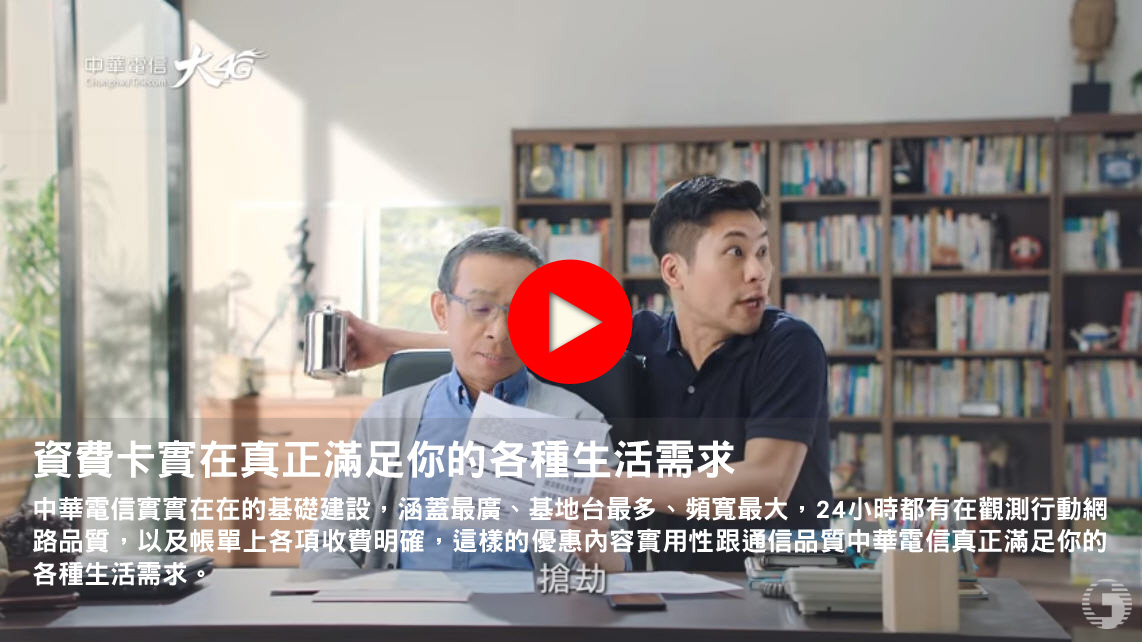 中華電信 大4G
Chunghwa Telecom
資費卡實在真正滿足你的各種生活需求
中華電信實實在在的基礎建設，涵蓋最廣、基地台最多、頻寬最大，24小時都有在觀測行動網
路品質，以及帳單上各項收費明確，這樣的優惠內容實用性跟通信品質中華電信真正滿足你的
各種生活需求。
搶劫